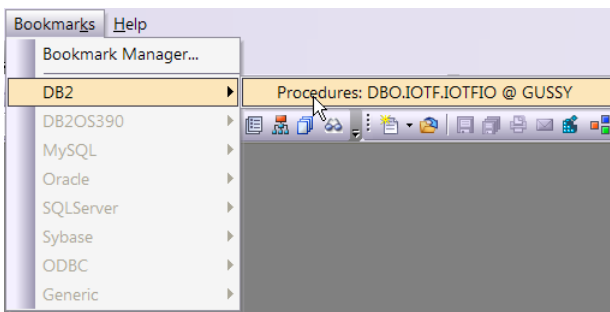 Bookmarks Help
Bookmark Manager...
DB2
Procedures: DBO.IOTF.IOTFIO @ GUSSY
DB2OS390
MySQL
Oracle
SQLServer
Sybase
ODBC
Generic